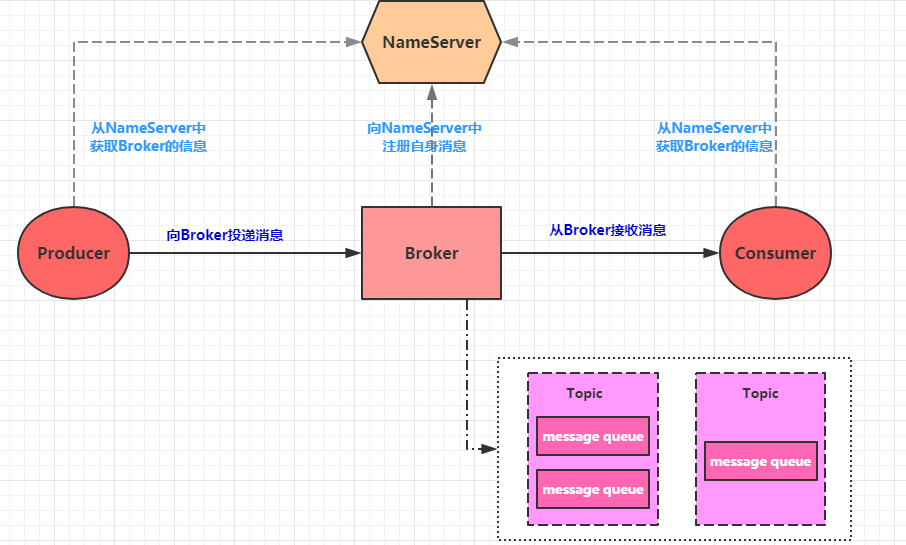 NameServer
从NameServer中
获取Broker的信息
向NameServer中
注册自身消息
从NameServer中
获取Broker的信息
Producer
向Broker投递消息
Broker
从Broker接收消息
Consumer
Topic
message queue
message queue
Topic
message queue